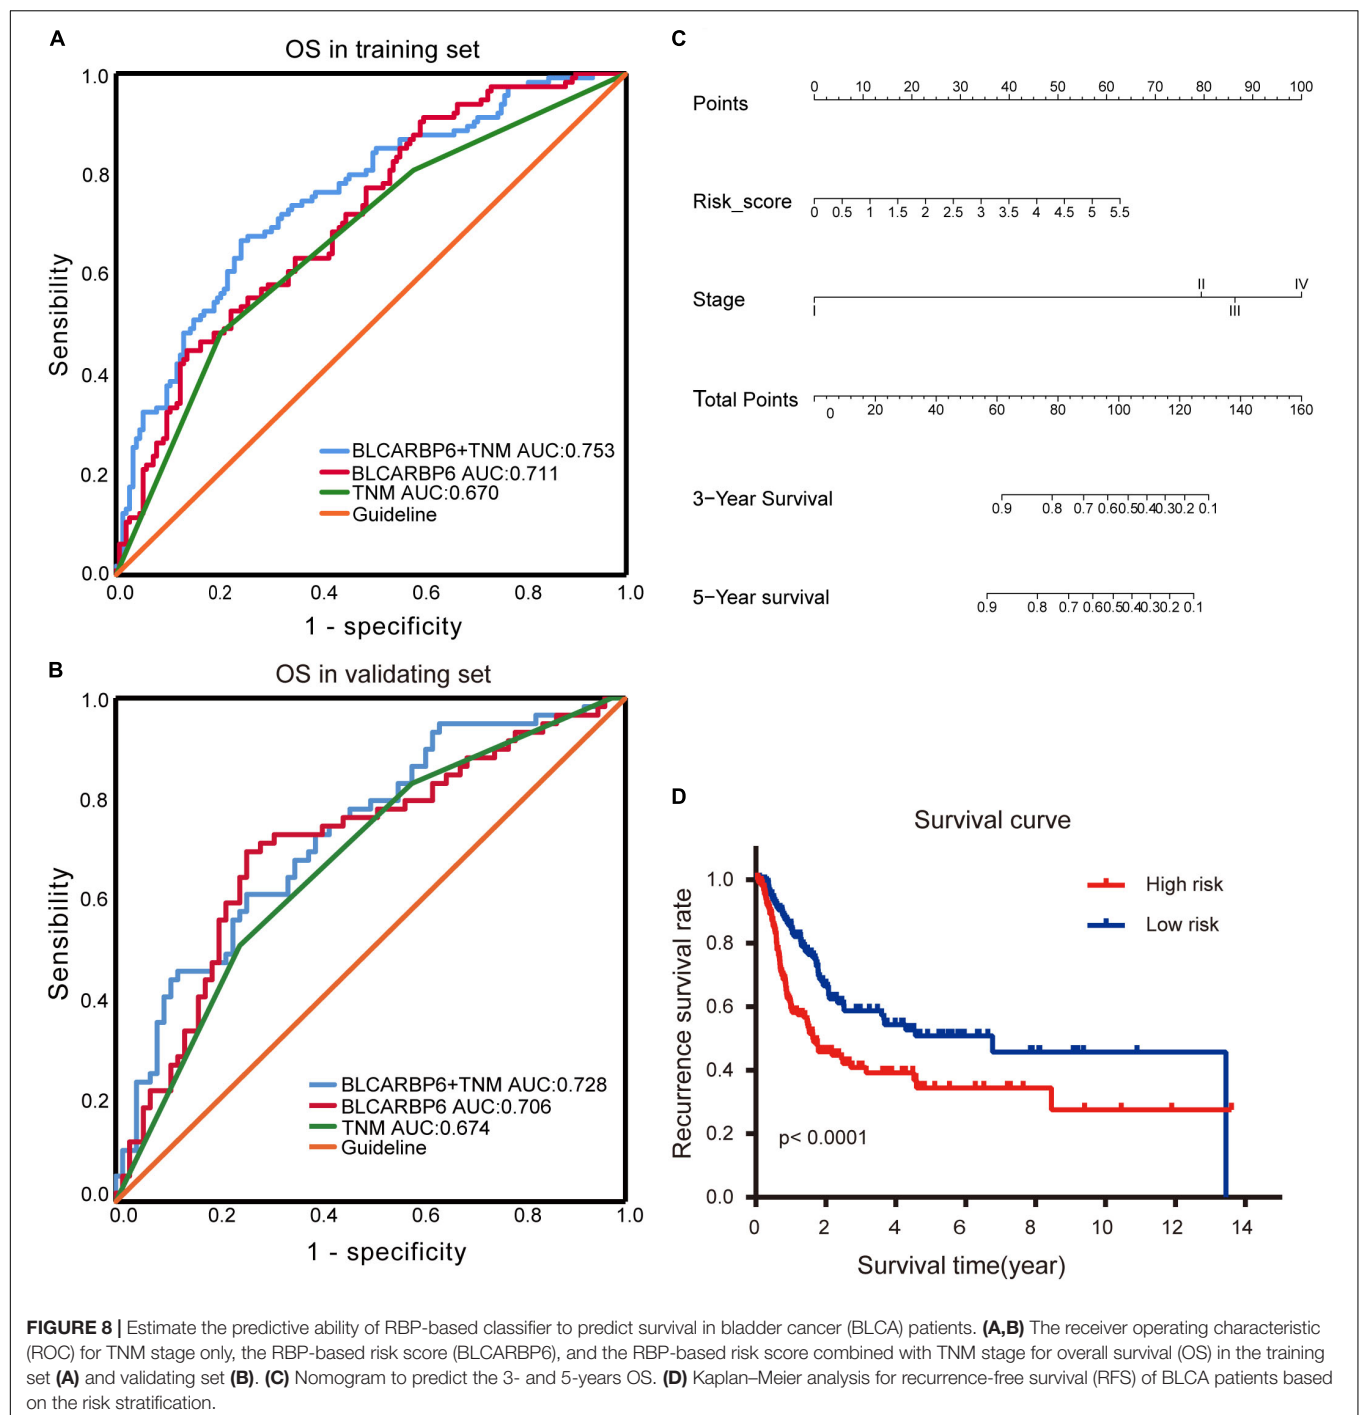 A
OS in training set
1.0
0.8
0.6
0.4
0.2
0.0
Sensibility
BLCARBP6+TNM AUC:0.753
BLCARBP6 AUC:0.711
TNM AUC:0.670
Guideline
0.0 0.2 0.4 0.6 0.8 1.0
1 - specificity
B
OS in validating set
1.0
0.8
0.6
0.4
0.2
0.0
Sensibility
BLCARBP6+TNM AUC:0.728
BLCARBP6 AUC:0.706
TNM AUC:0.674
Guideline
0.0 0.2 0.4 0.6 0.8 1.0
1 - specificity
C
0 10 20 30 40 50 60 70 80 90 100
Points
Risk_score
0 0.5 1 1.5 2 2.5 3 3.5 4 4.5 5 5.5
II IV
Stage
I III
Total Points
0 20 40 60 80 100 120 140 160
3−Year Survival
0.9 0.8 0.7 0.60 0.50.40.30.2 0.1
5−Year survival
0.9 0.8 0.7 0.60 0.50.40.30.2 0.1
D
Survival curve
High risk
Low risk
1.0
0.8
0.6
0.4
0.2
0.0
Recurrence survival rate
p< 0.0001
0 2 4 6 8 10 12 14
Survival time(year)
FIGURE 8 | Estimate the predictive ability of RBP-based classifier to predict survival in bladder cancer (BLCA) patients. (A,B) The receiver operating characteristic
(ROC) for TNM stage only, the RBP-based risk score (BLCARBP6), and the RBP-based risk score combined with TNM stage for overall survival (OS) in the training
set (A) and validating set (B). (C) Nomogram to predict the 3- and 5-years OS. (D) Kaplan–Meier analysis for recurrence-free survival (RFS) of BLCA patients based
on the risk stratification.